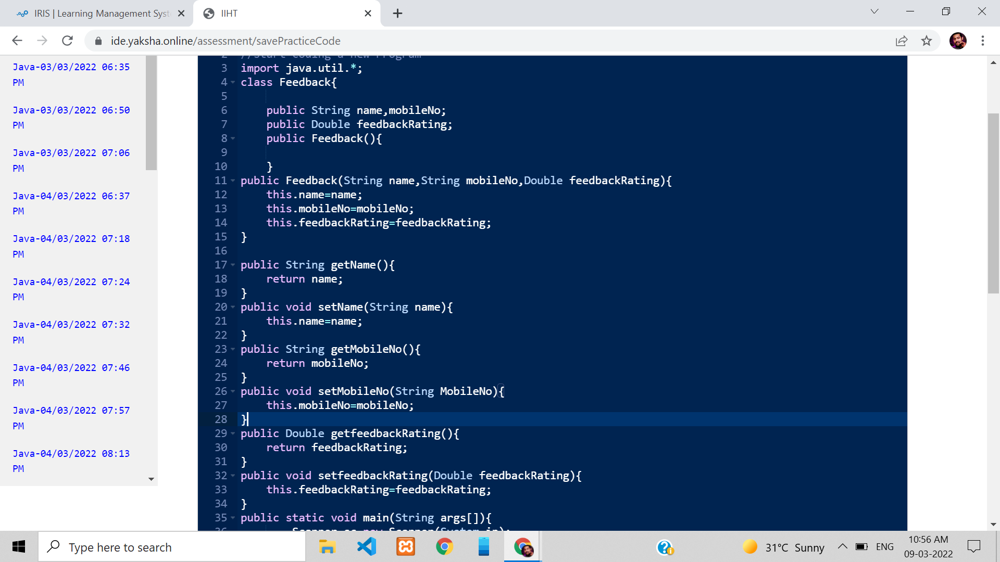 IRIS | Learning Management Syst
IIHT
ide.yaksha.online/assessment/savePracticeCode
Java-03/03/2022 06:35
PM
Java-03/03/2022 06:50
PM
Java-03/03/2022 07:06
PM
Java-04/03/2022 06:37
PM
Java-04/03/2022 07:18
PM
Java-04/03/2022 07:24
PM
Java-04/03/2022 07:32
PM
Java-04/03/2022 07:46
PM
Java-04/03/2022 07:57
PM
Java-04/03/2022 08:13
PM
2 //Start coding a new Program
3 import java.util.*;
4 class Feedback{
5
6 public String name,mobileNo;
7 public Double feedbackRating;
8 public Feedback(){
9
10 }
11 public Feedback(String name,String mobileNo,Double feedbackRating){
12 this.name=name;
13 this.mobileNo=mobileNo;
14 this.feedbackRating=feedbackRating;
15 }
16
17 public String getName(){
18 return name;
19 }
20 public void setName(String name){
21 this.name=name;
22 }
23 public String getMobileNo(){
24 return mobileNo;
25 }
26 public void setMobileNo(String MobileNo){
27 this.mobileNo=mobileNo;
28 }
29 public Double getfeedbackRating(){
30 return feedbackRating;
31 }
32 public void setfeedbackRating(Double feedbackRating){
33 this.feedbackRating=feedbackRating;
34 }
35 public static void main(String args[]){
36 Scanner sc=new Scanner(System.in);
Type here to search
31°C Sunny
ENG
10:56 AM
09-03-2022